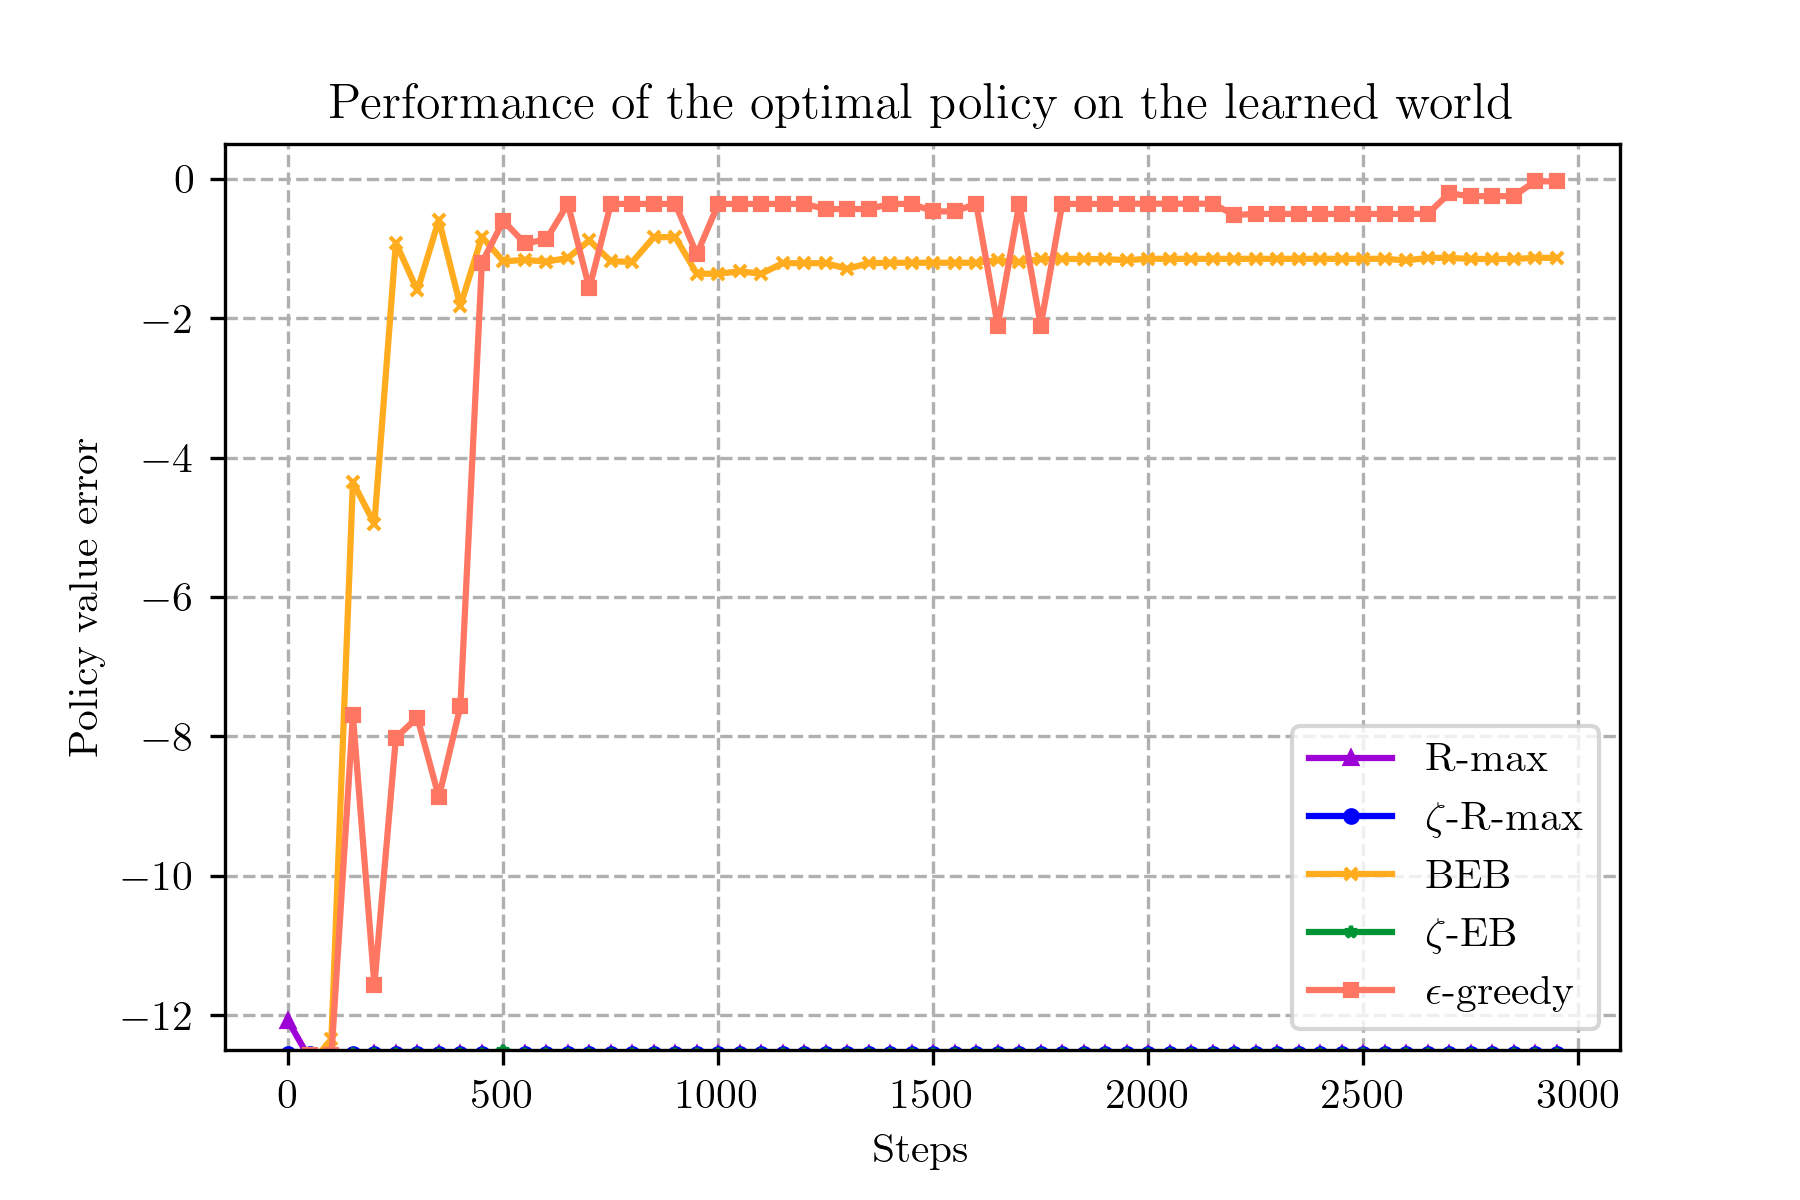 Performance of the optimal policy on the learned world
Policy value error
0
−2
−4
−6
−8
−10
−12
R-max
ζ-R-max
BEB
ζ-EB
ϵ-greedy
0 500 1000 1500 2000 2500 3000
Steps